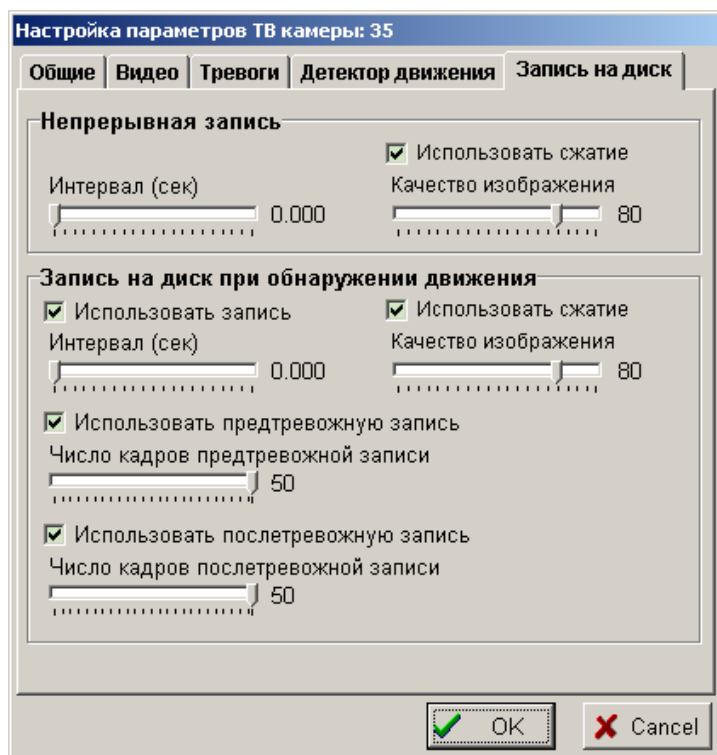 Настройка параметров ТВ камеры: 35
Общие Видео Тревоги Детектор движения Запись на диск
Непрерывная запись
Использовать сжатие
Интервал (сек) Качество изображения
0.000 80
Запись на диск при обнаружении движения
Использовать запись Использовать сжатие
Интервал (сек) Качество изображения
0.000 80
Использовать предтревожную запись
Число кадров предтревожной записи
50
Использовать послетревожную запись
Число кадров послетревожной записи
50
OK Cancel